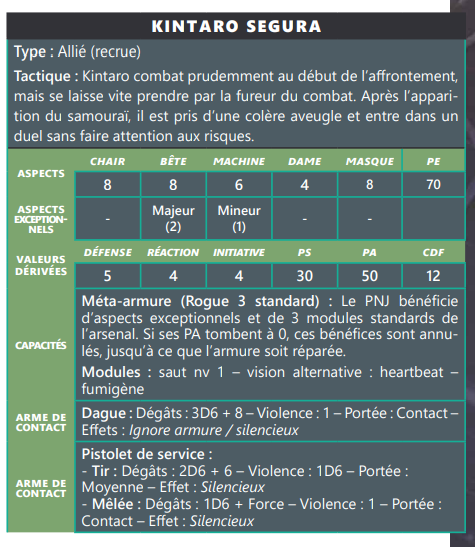 KINTARO SEGURA
Type : Allié (recrue)
Tactique : Kintaro combat prudemment au début de l’affrontement,
mais se laisse vite prendre par la fureur du combat. Après l’appari-
tion du samouraï, il est pris d’une colère aveugle et entre dans un
duel sans faire attention aux risques.
ASPECTS
CHAIR BÊTE MACHINE DAME MASQUE PE
8 8 6 4 8 70
ASPECTS
EXCEPTION-
NELS
- Majeur (2) Mineur (1) - -
VALEURS
DÉRIVÉES
DÉFENSE RÉACTION INITIATIVE PS PA CDF
5 4 4 30 50 12
CAPACITÉS
Méta-armure (Rogue 3 standard) : Le PNJ bénéficie
d’aspects exceptionnels et de 3 modules standards de
l’arsenal. Si ses PA tombent à 0, ces bénéfices sont annu-
lés, jusqu’à ce que l’armure soit réparée.
Modules : saut nv 1 – vision alternative : heartbeat –
fumigène
ARME DE
CONTACT
Dague : Dégâts : 3D6 + 8 – Violence : 1 – Portée : Contact –
Effets : Ignore armure / silencieux
ARME DE
CONTACT
Pistolet de service :
- Tir : Dégâts : 2D6 + 6 – Violence : 1D6 – Portée :
Moyenne – Effet : Silencieux
- Mêlée : Dégâts : 1D6 + Force – Violence : 1 – Portée :
Contact – Effet : Silencieux